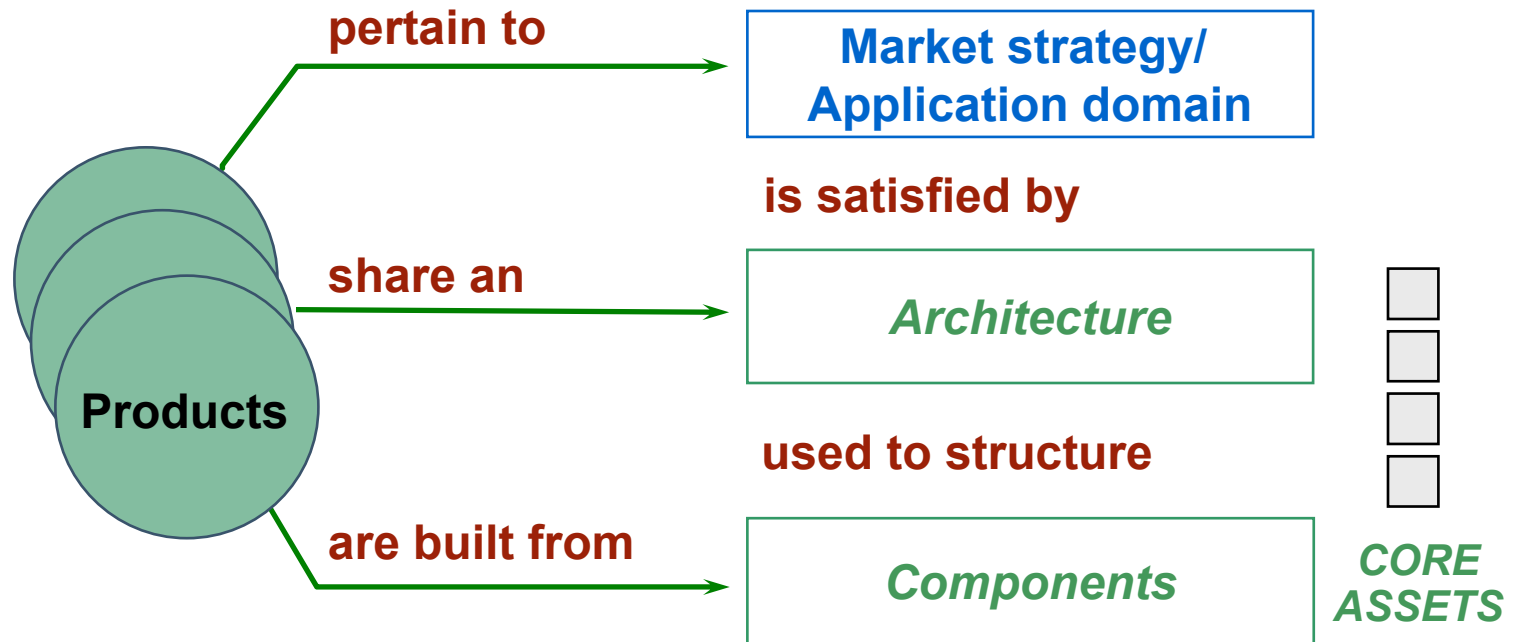 pertain to
Market strategy/
Application domain
is satisfied by
share an
Architecture
Products
used to structure
are built from
Components
CORE
ASSETS